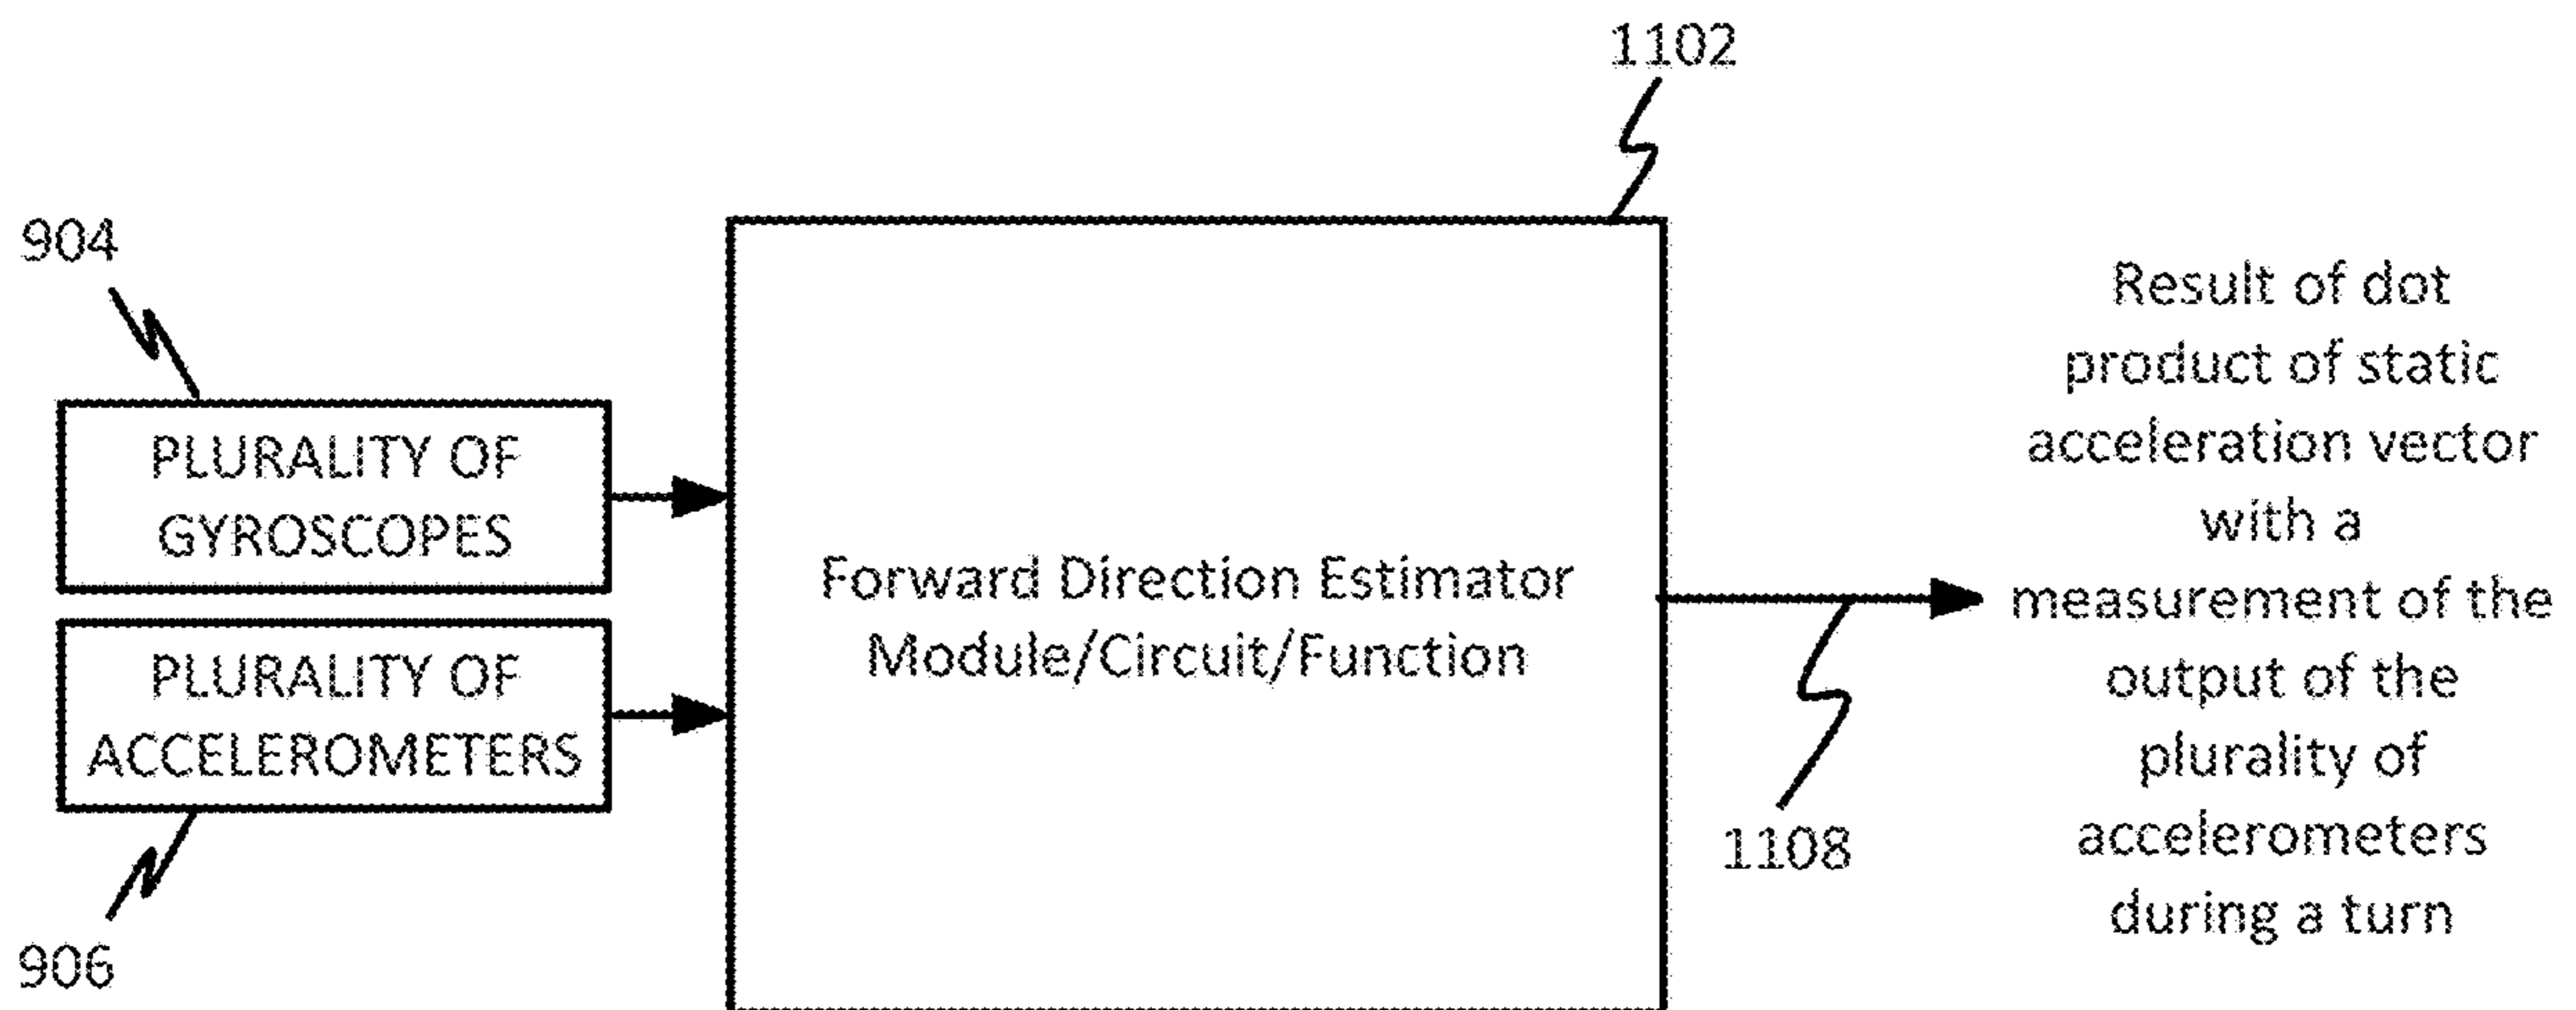 1102
904
PLURALITY OF
GYROSCOPES
PLURALITY OF
ACCELEROMETERS
906
Forward Direction Estimator
Module/Circuit/Function
1108
Result of dot
product of static
acceleration vector
with a
measurement of the
output of the
plurality of
accelerometers
during a turn